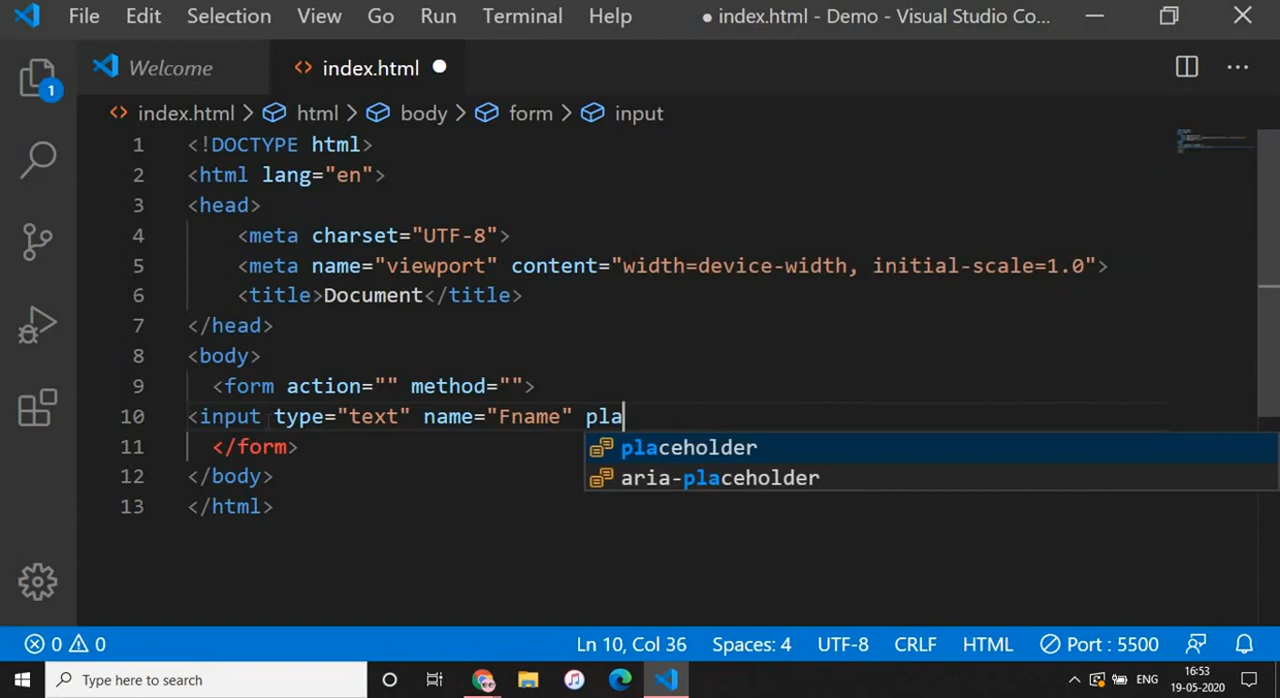 File Edit Selection View Go Run Terminal Help ● index.html - Demo - Visual Studio Co...
Welcome index.html
index.html > html > body > form > input
1 <!DOCTYPE html>
2 <html lang="en">
3 <head>
4 <meta charset="UTF-8">
5 <meta name="viewport" content="width=device-width, initial-scale=1.0">
6 <title>Document</title>
7 </head>
8 <body>
9 <form action="" method="">
10 <input type="text" name="Fname" pla
placeholder
11 </form>
aria-placeholder
12 </body>
13 </html>
1
0 0 Ln 10, Col 36 Spaces: 4 UTF-8 CRLF HTML Port : 5500
Type here to search ENG 16:53
19-05-2020